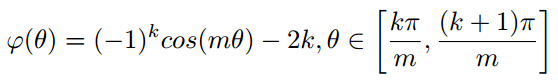 φ(θ) = (−1)^k cos(mθ) − 2k, θ ∈ [kπ/m, (k + 1)π/m]